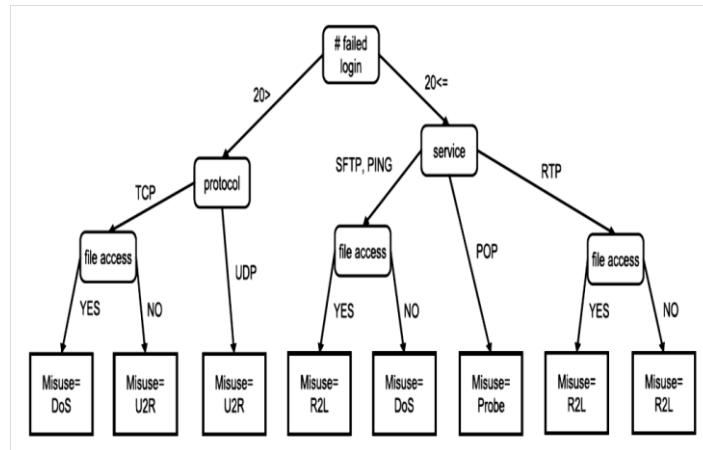 # failed
login
20>
20<=
service
SFTP, PING
RTP
protocol
TCP
POP
UDP
file access
file access
file access
YES
NO
YES
NO
YES
NO
Misuse=
DoS
Misuse=
U2R
Misuse=
U2R
Misuse=
R2L
Misuse=
DoS
Misuse=
Probe
Misuse=
R2L
Misuse=
R2L